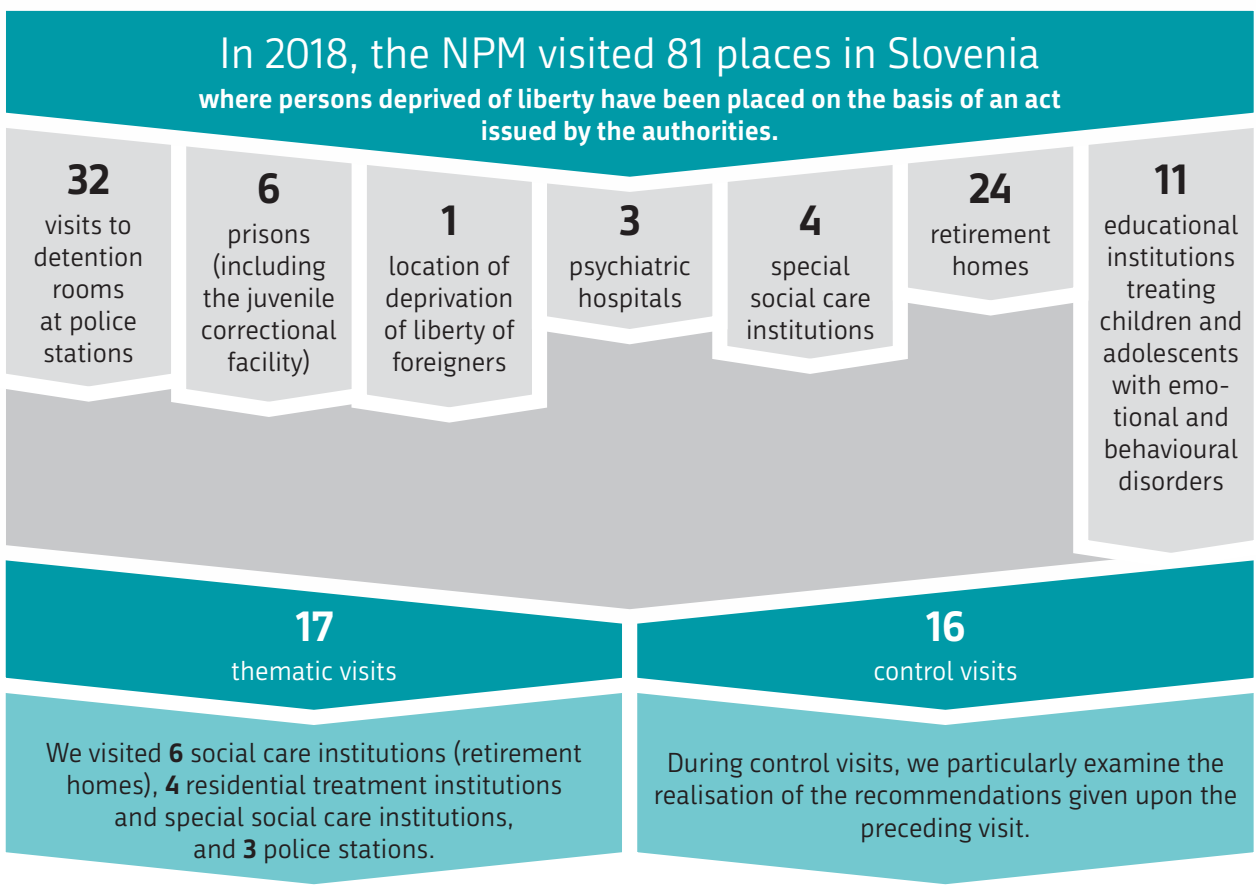 In 2018, the NPM visited 81 places in Slovenia
where persons deprived of liberty have been placed on the basis of an act
issued by the authorities.
32
visits to
detention
rooms
at police
stations
6
prisons
(including
the juvenile
correctional
facility)
1
location of
deprivation
of liberty of
foreigners
3
psychiatric
hospitals
4
special
social care
institutions
24
retirement
homes
11
educational
institutions
treating
children and
adolescents
with emo-
tional and
behavioural
disorders
17
thematic visits
We visited 6 social care institutions (retirement
homes), 4 residential treatment institutions
and special social care institutions,
and 3 police stations.
16
control visits
During control visits, we particularly examine the
realisation of the recommendations given upon the
preceding visit.